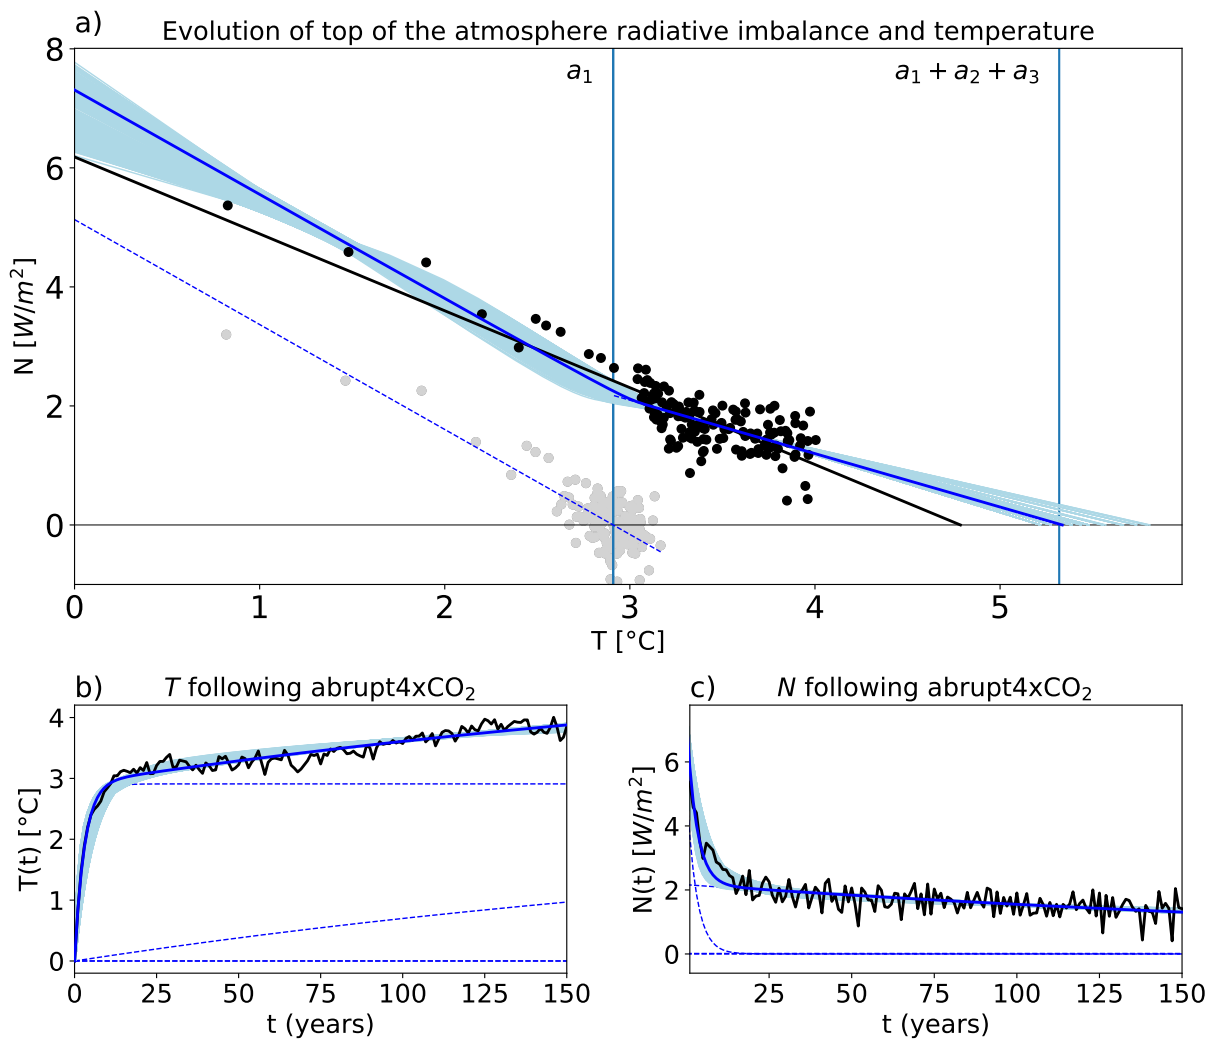 a)
Evolution of top of the atmosphere radiative imbalance and temperature
8
6
4
2
0
N [W/m²]
a₁
a₁ + a₂ + a₃
0 1 2 3 4 5
T [°C]
b)
T following abrupt4xCO₂
4
3
2
1
0
T(t) [°C]
0 25 50 75 100 125 150
t (years)
c)
N following abrupt4xCO₂
6
4
2
0
N(t) [W/m²]
25 50 75 100 125 150
t (years)